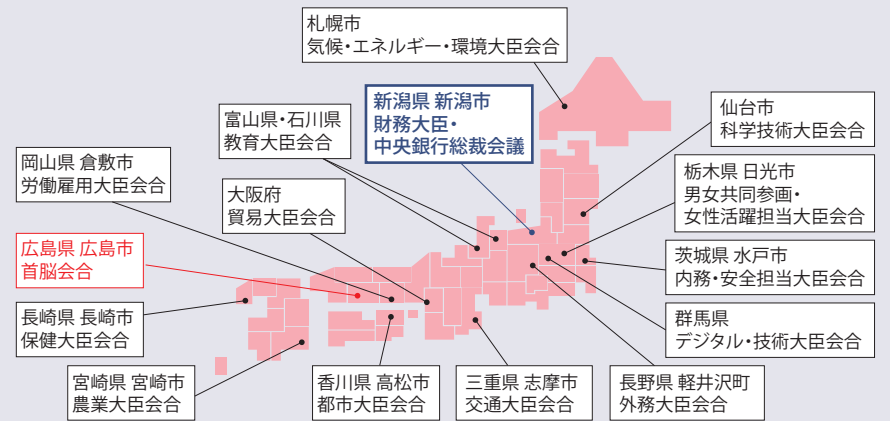 札幌市
気候・エネルギー・環境大臣会合
新潟県 新潟市
財務大臣・
中央銀行総裁会議
仙台市
科学技術大臣会合
富山県・石川県
教育大臣会合
岡山県 倉敷市
労働雇用大臣会合
大阪府
貿易大臣会合
栃木県 日光市
男女共同参画・
女性活躍担当大臣会合
広島県 広島市
首脳会合
茨城県 水戸市
内務・安全担当大臣会合
長崎県 長崎市
保健大臣会合
群馬県
デジタル・技術大臣会合
宮崎県 宮崎市
農業大臣会合
香川県 高松市
都市大臣会合
三重県 志摩市
交通大臣会合
長野県 軽井沢町
外務大臣会合